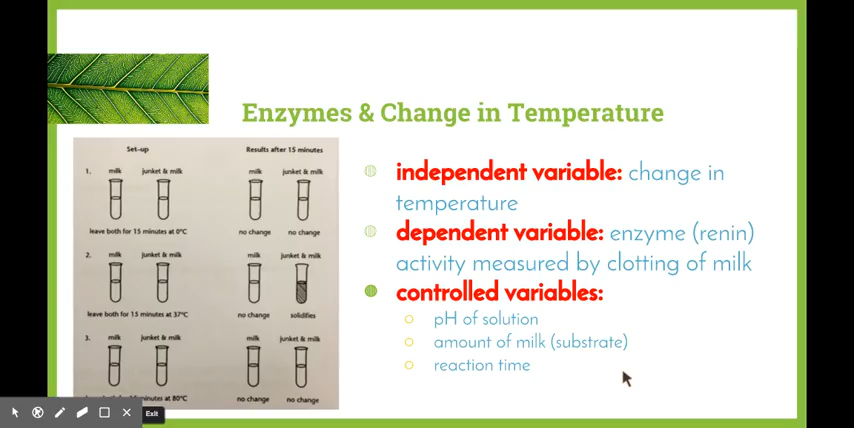 Enzymes & Change in Temperature
Set-up
Results after 15 minutes
1. milk junket & milk milk junket & milk
leave both for 15 minutes at 0°C no change no change
2. milk junket & milk milk junket & milk
leave both for 15 minutes at 37°C no change solidifies
3. milk junket & milk milk junket & milk
minutes at 80°C no change no change
independent variable: change in
temperature
dependent variable: enzyme (renin)
activity measured by clotting of milk
controlled variables:
pH of solution
amount of milk (substrate)
reaction time
Exit